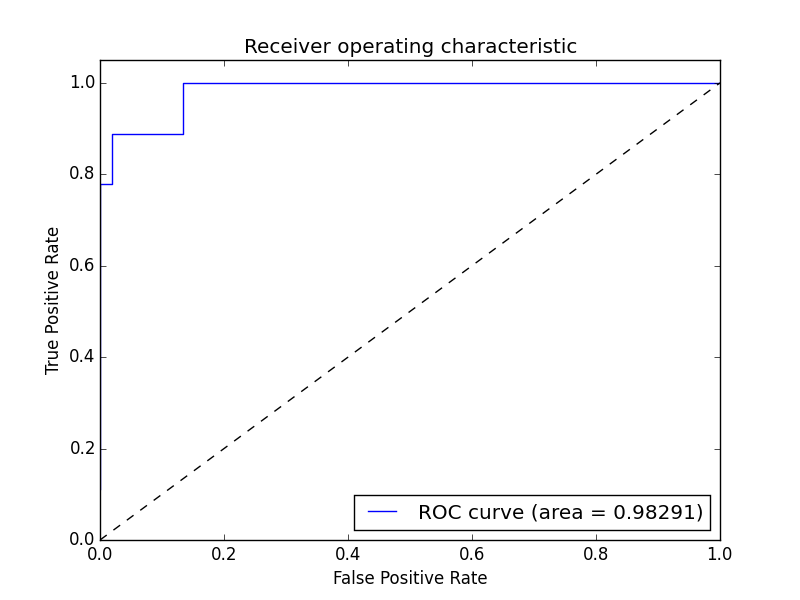 Receiver operating characteristic
1.0
0.8
0.6
0.4
0.2
0.0
True Positive Rate
ROC curve (area = 0.98291)
0.0 0.2 0.4 0.6 0.8 1.0
False Positive Rate